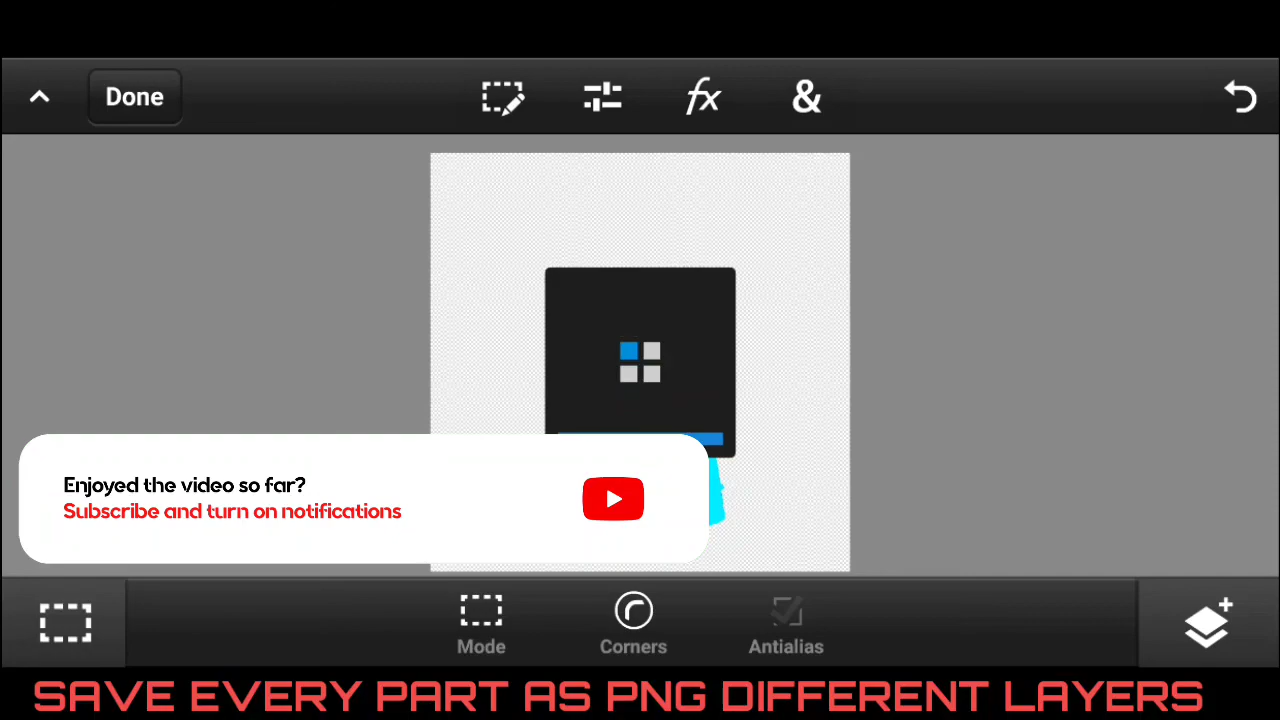 Done
fx
&
Enjoyed the video so far?
Subscribe and turn on notifications
Mode
Corners
Antialias
SAVE EVERY PART AS PNG DIFFERENT LAYERS